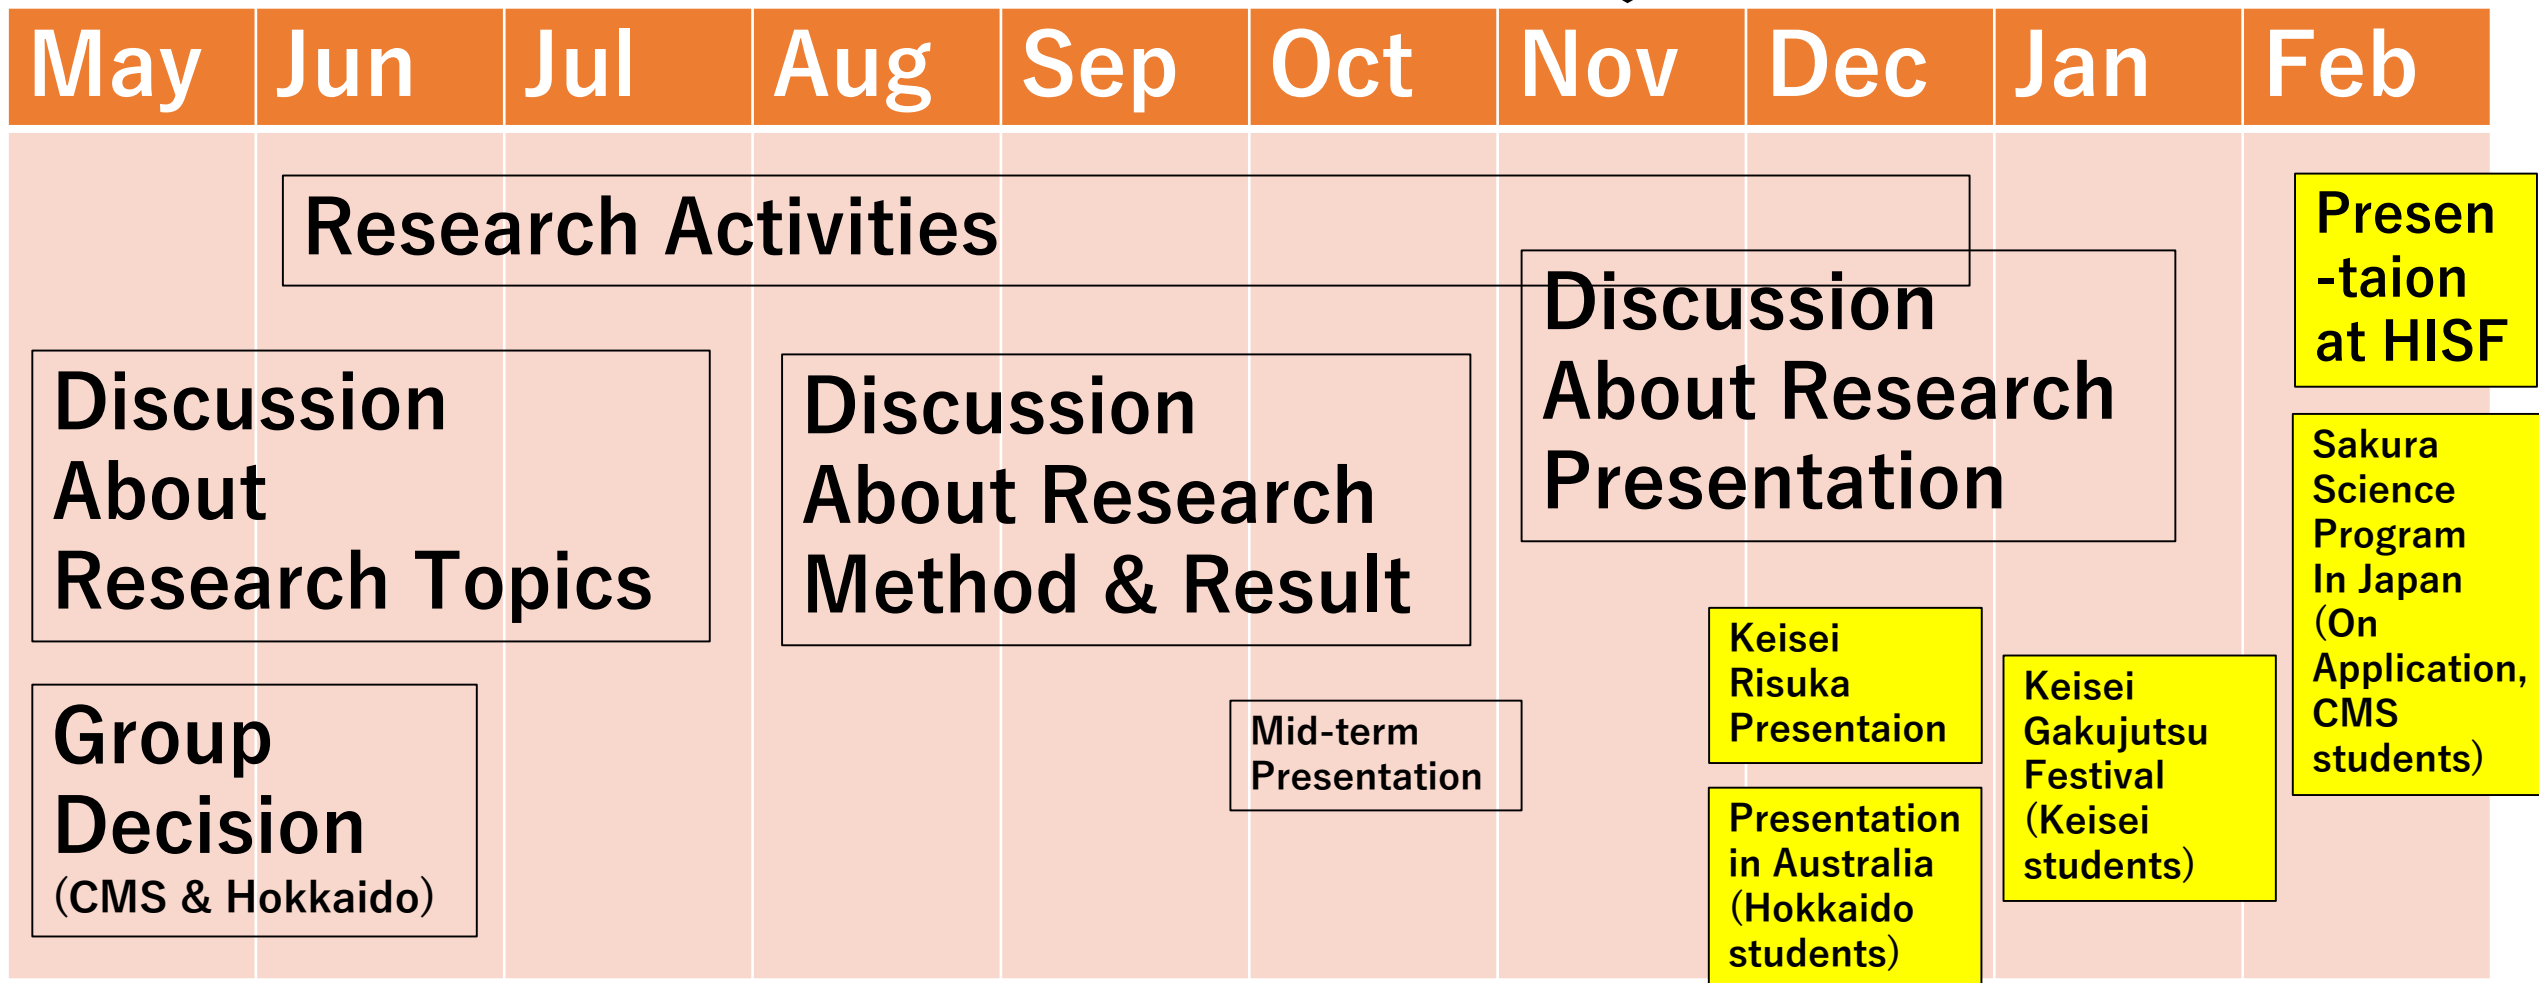 May Jun Jul Aug Sep Oct Nov Dec Jan Feb
Research Activities
Discussion
About
Research Topics
Group
Decision
(CMS & Hokkaido)
Discussion
About Research
Method & Result
Mid-term
Presentation
Discussion
About Research
Presentation
Keisei
Risuka
Presentaion
Presentation
in Australia
(Hokkaido
students)
Keisei
Gakujutsu
Festival
(Keisei
students)
Presen
-taion
at HISF
Sakura
Science
Program
In Japan
(On
Application,
CMS
students)